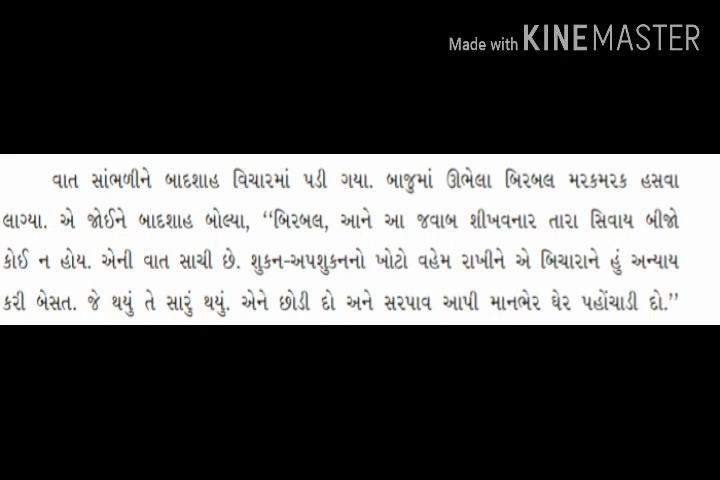 Made with KINEMASTER
વાત સાંભળીને બાદશાહ વિચારમાં પડી ગયા. બાજુમાં ઊભેલા બિરબલ મરકમરક હસવા
લાગ્યા. એ જોઈને બાદશાહ બોલ્યા, “બિરબલ, આને આ જવાબ શીખવનાર તારા સિવાય બીજો
કોઈ ન હોય. એની વાત સાચી છે. શુકન-અપશુકનનો ખોટો વહેમ રાખીને એ બિચારાને હું અન્યાય
કરી બેસત. જે થયું તે સારું થયું. એને છોડી દો અને સરપાવ આપી માનભેર ઘેર પહોંચાડી દો.”